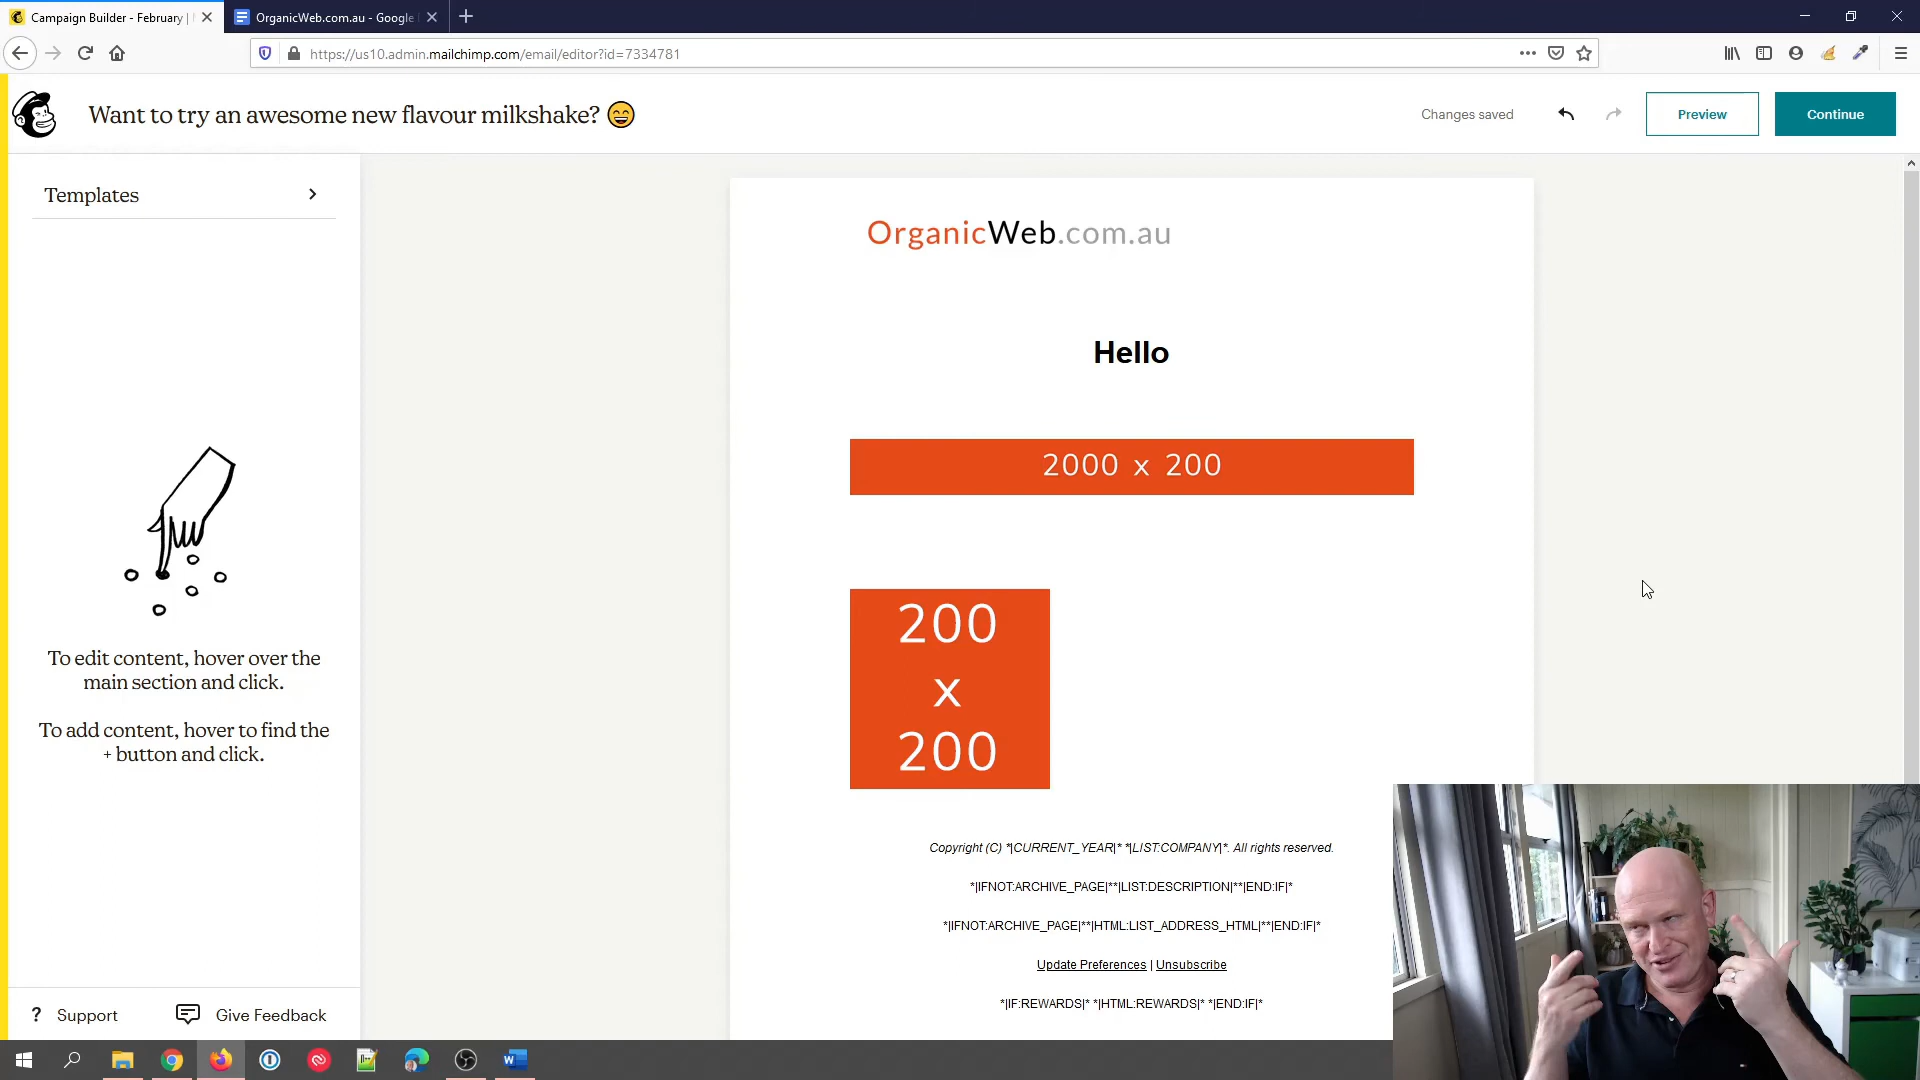 Campaign Builder - February |
OrganicWeb.com.au - Google
https://us10.admin.mailchimp.com/email/editor?id=7334781
Want to try an awesome new flavour milkshake? 😄
Changes saved
Preview
Continue
Templates
OrganicWeb.com.au
Hello
2000 x 200
200
x
200
To edit content, hover over the
main section and click.
To add content, hover to find the
+ button and click.
Copyright (C) *|CURRENT_YEAR|* *|LIST:COMPANY|*. All rights reserved.
*|IFNOT:ARCHIVE_PAGE|**|LIST:DESCRIPTION|**|END:IF|*
*|IFNOT:ARCHIVE_PAGE|**|HTML:LIST_ADDRESS_HTML|**|END:IF|*
Update Preferences | Unsubscribe
*|IF:REWARDS|* *|HTML:REWARDS|* *|END:IF|*
? Support
Give Feedback